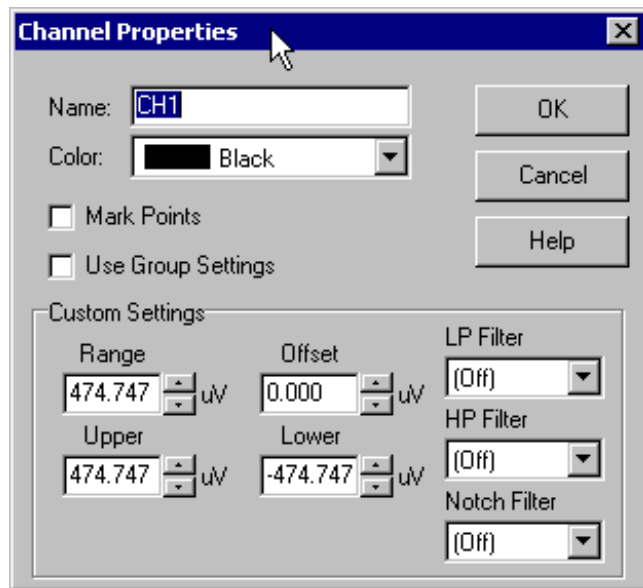 Channel Properties
Name: CH1
OK
Color: Black
Cancel
Mark Points
Help
Use Group Settings
Custom Settings
Range
Offset
LP Filter
474.747 uV
0.000 uV
(Off)
Upper
Lower
HP Filter
474.747 uV
-474.747 uV
(Off)
Notch Filter
(Off)